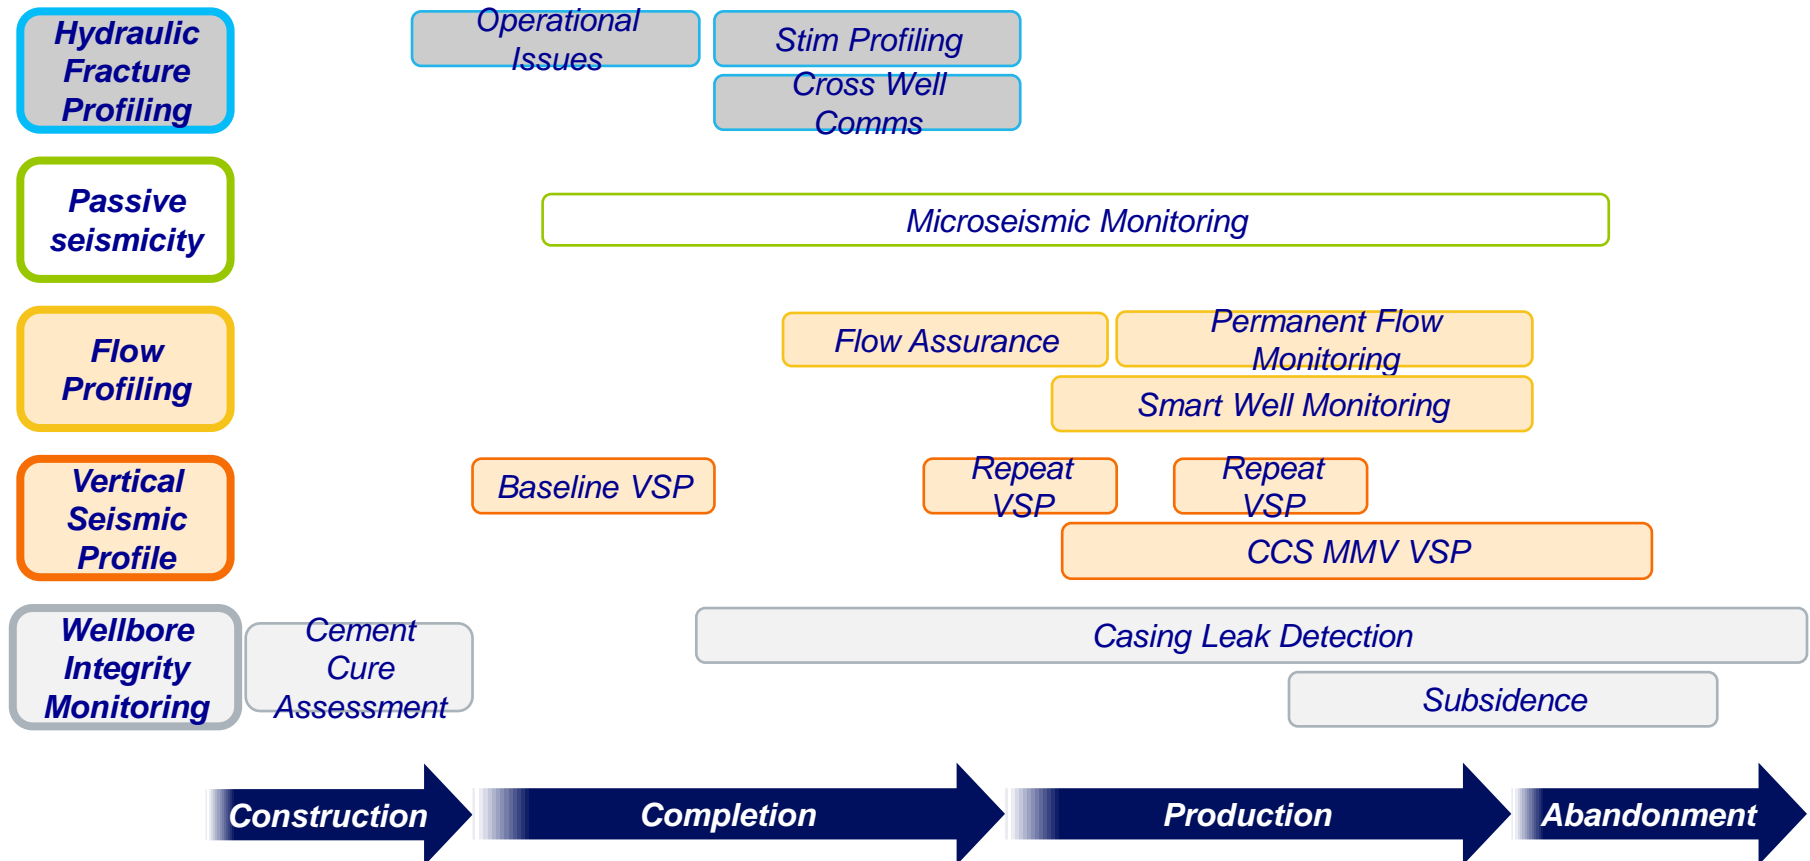 Hydraulic
Fracture
Profiling
Operational
Issues
Stim Profiling
Cross Well
Comms
Passive
seismicity
Microseismic Monitoring
Flow
Profiling
Flow Assurance
Permanent Flow
Monitoring
Smart Well Monitoring
Vertical
Seismic
Profile
Baseline VSP
Repeat
VSP
Repeat
VSP
CCS MMV VSP
Wellbore
Integrity
Monitoring
Cement
Cure
Assessment
Casing Leak Detection
Subsidence
Construction
Completion
Production
Abandonment